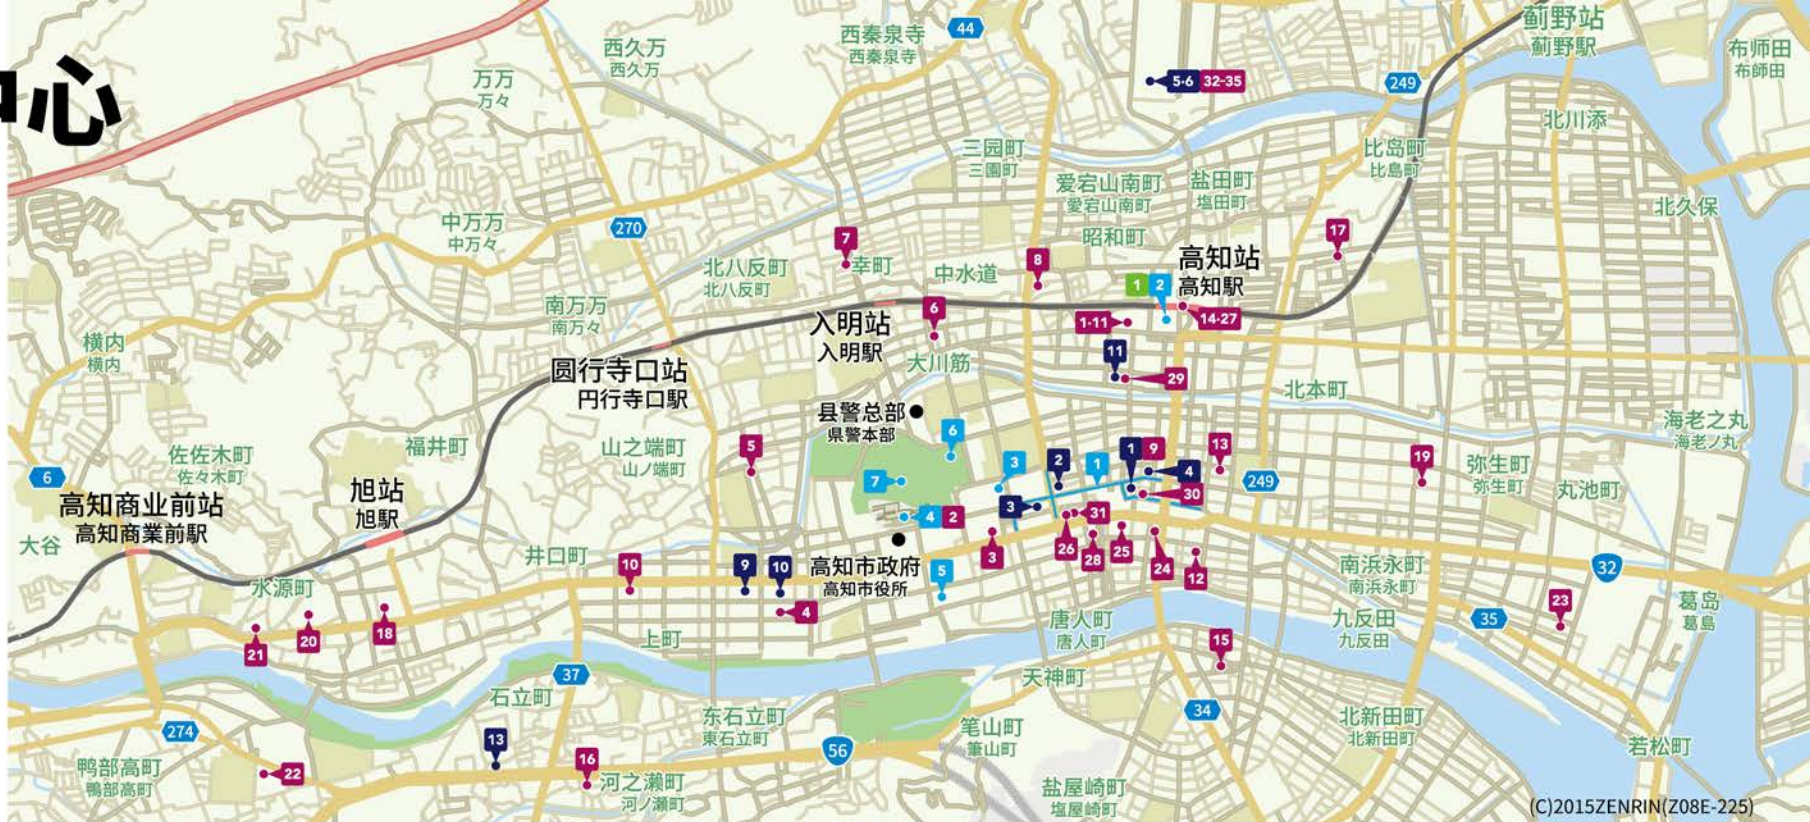 心
44
西秦泉寺
西秦泉寺
西久万
西久万
万万
万々
5·6 32-35
249
蓟野站
薊野駅
布师田
布師田
北川添
三园町
三園町
比岛町
比島町
爱宕山南町
愛宕山南町
盐田町
塩田町
北久保
中万万
中万々
270
7
幸町
昭和町
17
8
高知站
高知駅
北八反町
北八反町
中水道
1 2
南万万
南万々
6
入明站
入明駅
1-11
14-27
横内
横内
大川筋
11
29
圆行寺口站
円行寺口駅
北本町
县警总部
県警本部
海老之丸
海老ノ丸
福井町
山之端町
山ノ端町
5
6
佐佐木町
佐々木町
6
7
3
2
1
1 9
4
13
249
19
弥生町
弥生町
丸池町
高知商业前站
高知商業前駅
旭站
旭駅
30
3
31
4 2
大谷
26
28
25
24
12
3
井口町
10
9
10
高知市政府
高知市役所
5
南浜永町
南浜永町
32
水源町
4
唐人町
唐人町
九反田
九反田
35
23
葛岛
葛島
21
20
18
上町
15
37
石立町
天神町
34
274
东石立町
東石立町
笔山町
筆山町
北新田町
北新田町
若松町
13
56
鸭部高町
鴨部高町
22
16
河之瀬町
河ノ瀬町
盐屋崎町
塩屋崎町
(C)2015ZENRIN(Z08E-225)